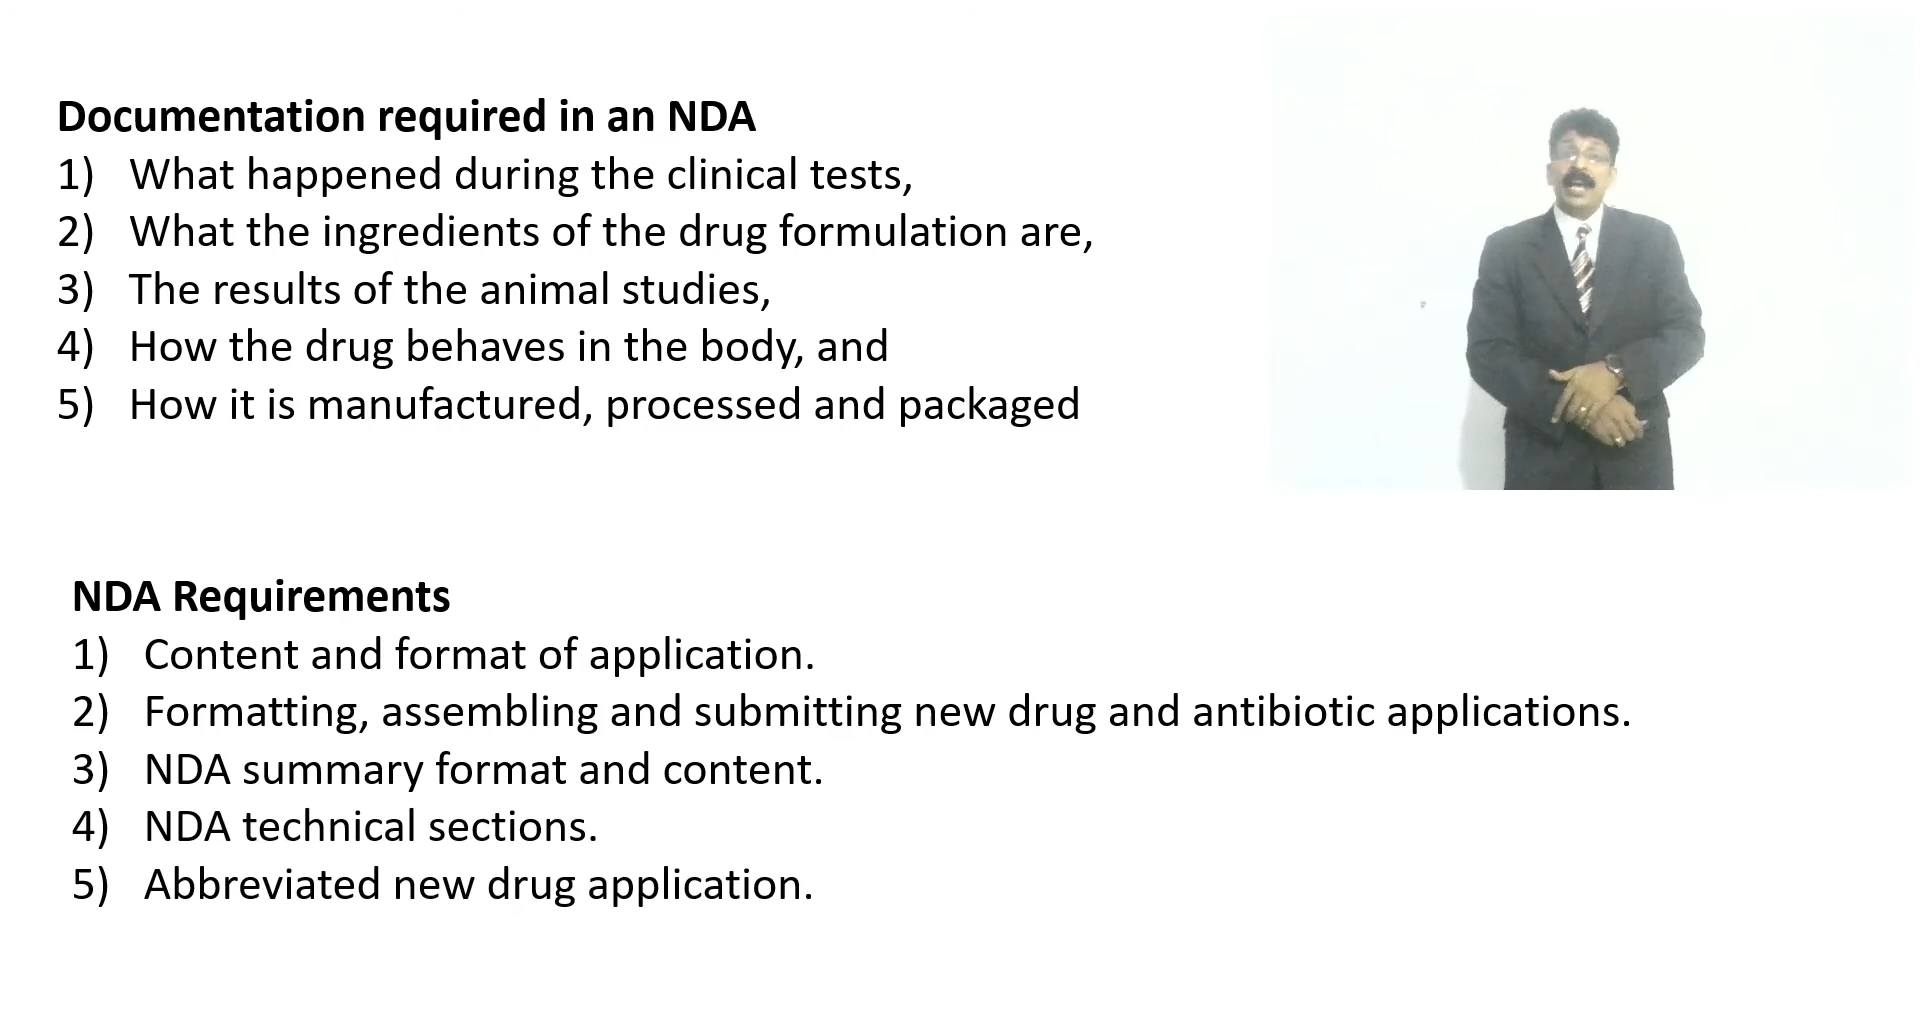 Documentation required in an NDA
1) What happened during the clinical tests,
2) What the ingredients of the drug formulation are,
3) The results of the animal studies,
4) How the drug behaves in the body, and
5) How it is manufactured, processed and packaged
NDA Requirements
1) Content and format of application.
2) Formatting, assembling and submitting new drug and antibiotic applications.
3) NDA summary format and content.
4) NDA technical sections.
5) Abbreviated new drug application.